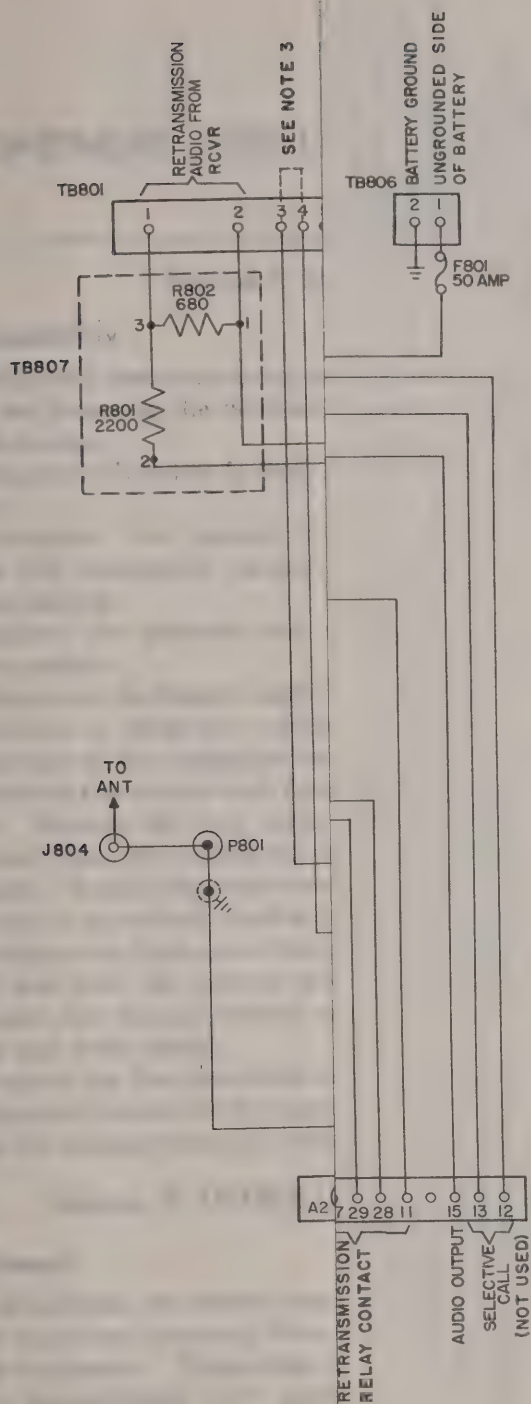 RETRANSMISSION
AUDIO FROM
RCVR
SEE NOTE 3
TB801
1 2 3 4
BATTERY GROUND
UNGROUNDED SIDE
OF BATTERY
TB806
2 1
F801
50 AMP
R802
680
3 1
TB807
R801
2200
2
TO
ANT
J804
P801
A2 7 29 28 11 15 13 12
RETRANSMISSION
RELAY CONTACT
AUDIO OUTPUT
SELECTIVE
CALL
(NOT USED)